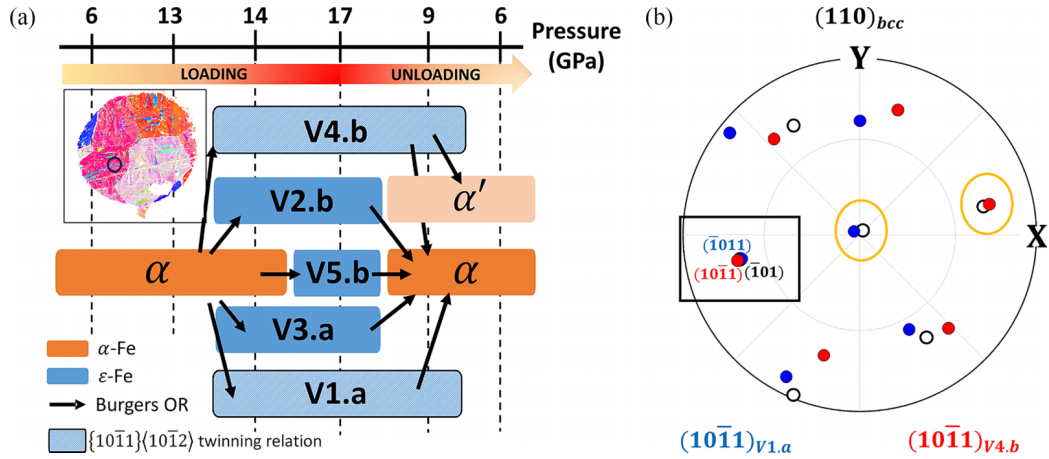 (a)
6 13 14 17 9 6
Pressure
(GPa)
LOADING UNLOADING
V4.b
V2.b
α′
α
V5.b
α
V3.a
V1.a
α-Fe
ε-Fe
Burgers OR
{101̅1}⟨101̅2⟩ twinning relation
(b)
(110)bcc
Y
X
(1̅011)
(101̅1)
(1̅01)
(101̅1)V1.a
(101̅1)V4.b